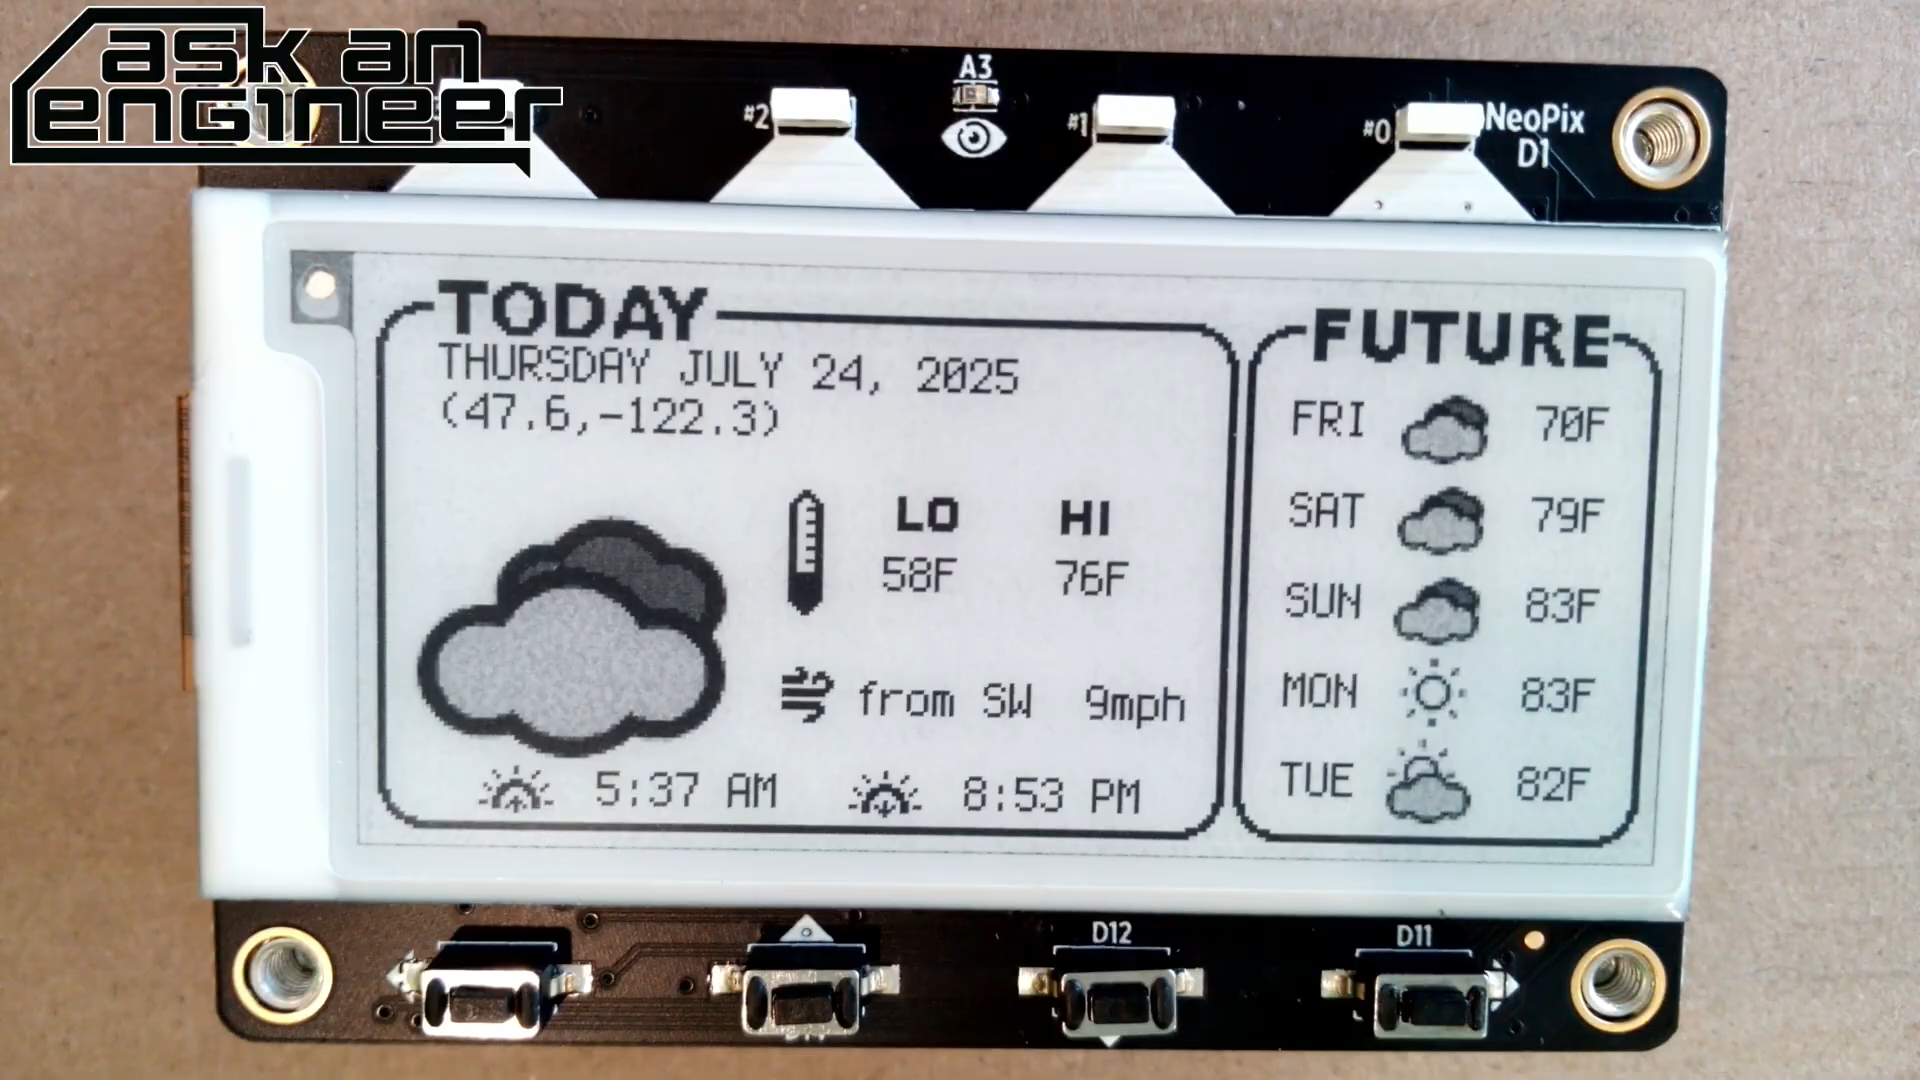 ask an
engineer
A3
#2
#1
#0
NeoPix
D1
TODAY
THURSDAY JULY 24, 2025
(47.6,-122.3)
LO HI
58F 76F
from SW 9mph
5:37 AM 8:53 PM
FUTURE
FRI 70F
SAT 79F
SUN 83F
MON 83F
TUE 82F
D12
D11